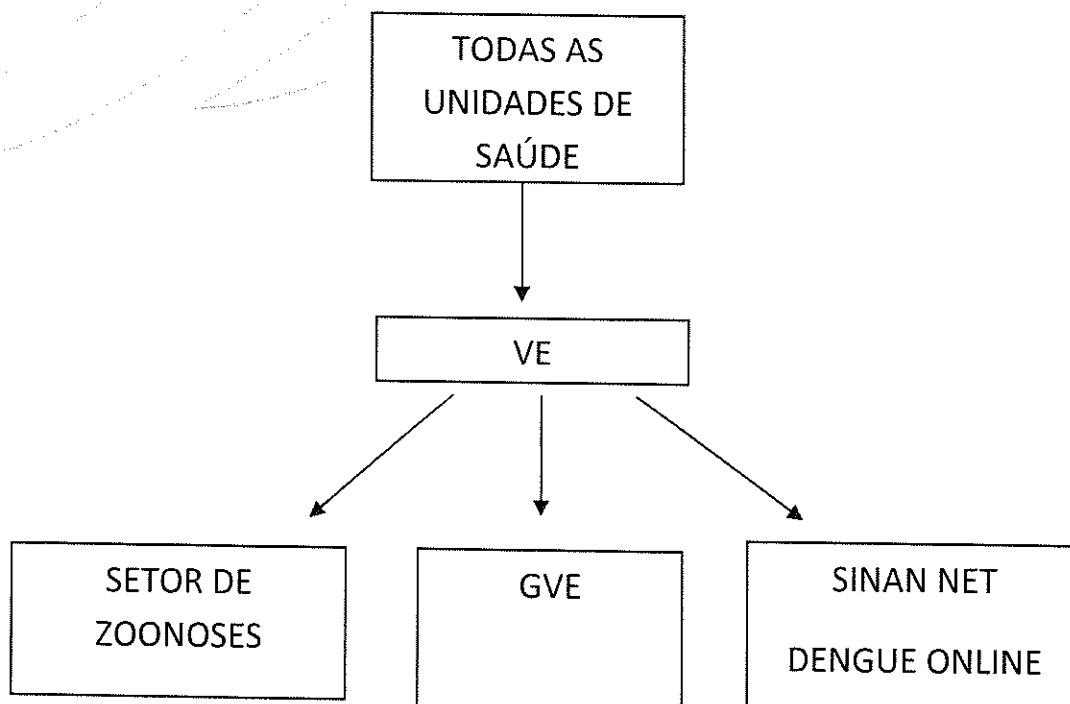 TODAS AS
UNIDADES DE
SAÚDE
VE
SETOR DE
ZOONOSES
GVE
SINAN NET
DENGUE ONLINE